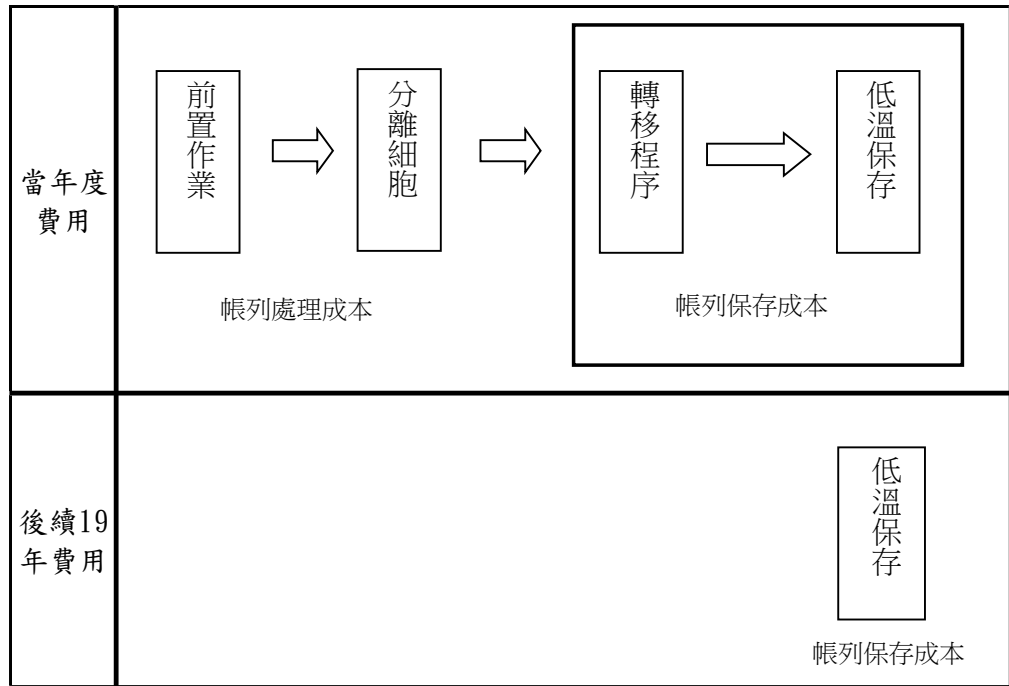 當年度
費用
前置作業
分離細胞
轉移程序
低溫保存
帳列處理成本
帳列保存成本
後續19
年費用
低溫保存
帳列保存成本